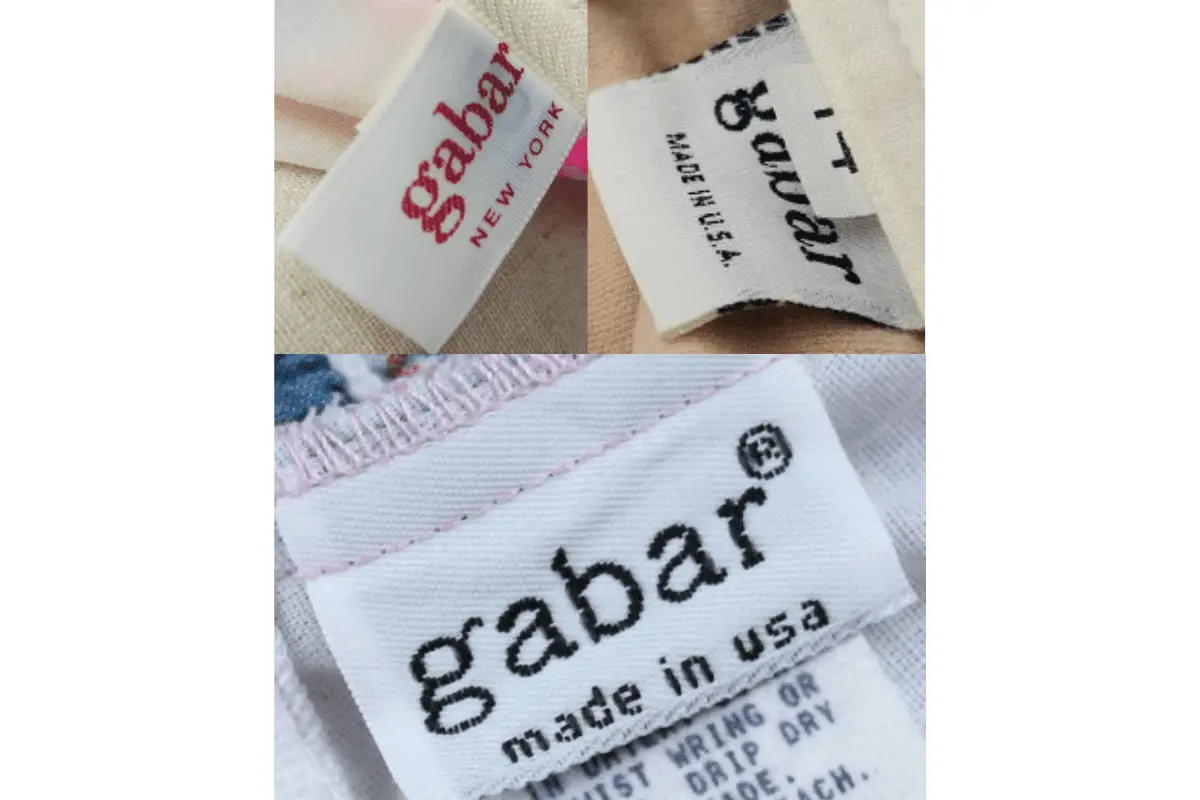 gabar
NEW YORK
gabar
MADE IN U.S.A.
T
gabar®
made in usa
WRING OR
DRIP DRY